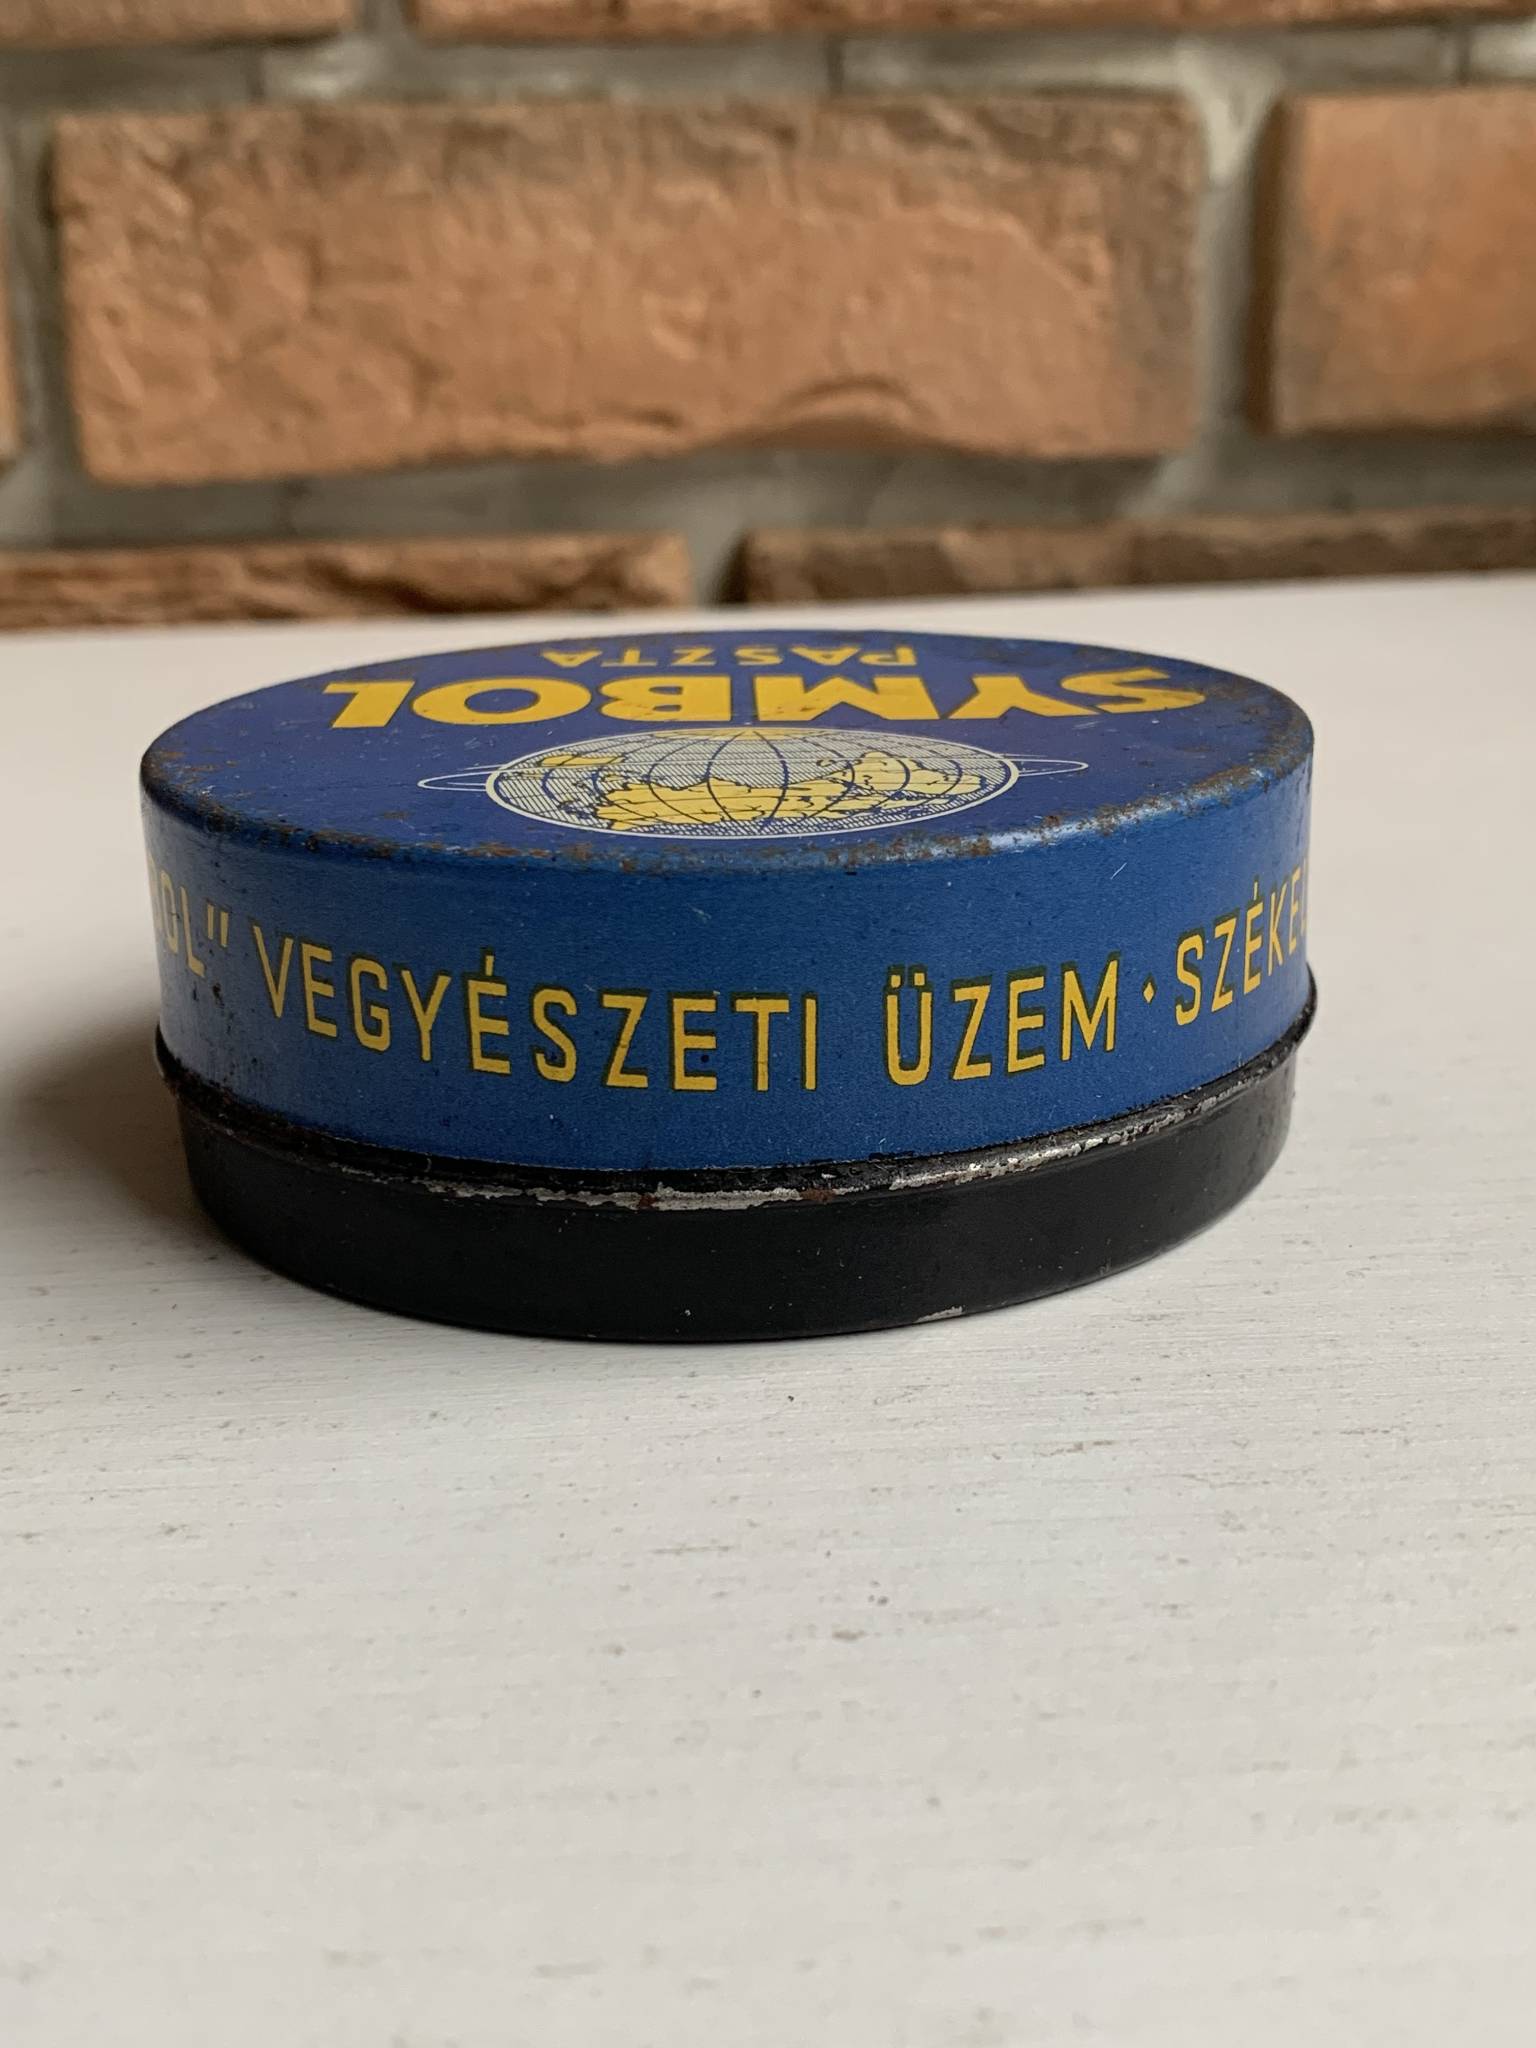 SYMBOL
PASZTA
VEGYÉSZETI ÜZEM ·